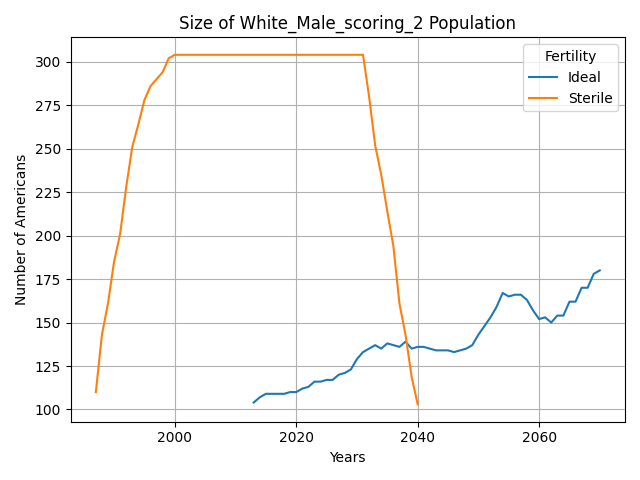 Size of White_Male_scoring_2 Population
Number of Americans
300
275
250
225
200
175
150
125
100
Fertility
Ideal
Sterile
2000
2020
2040
2060
Years